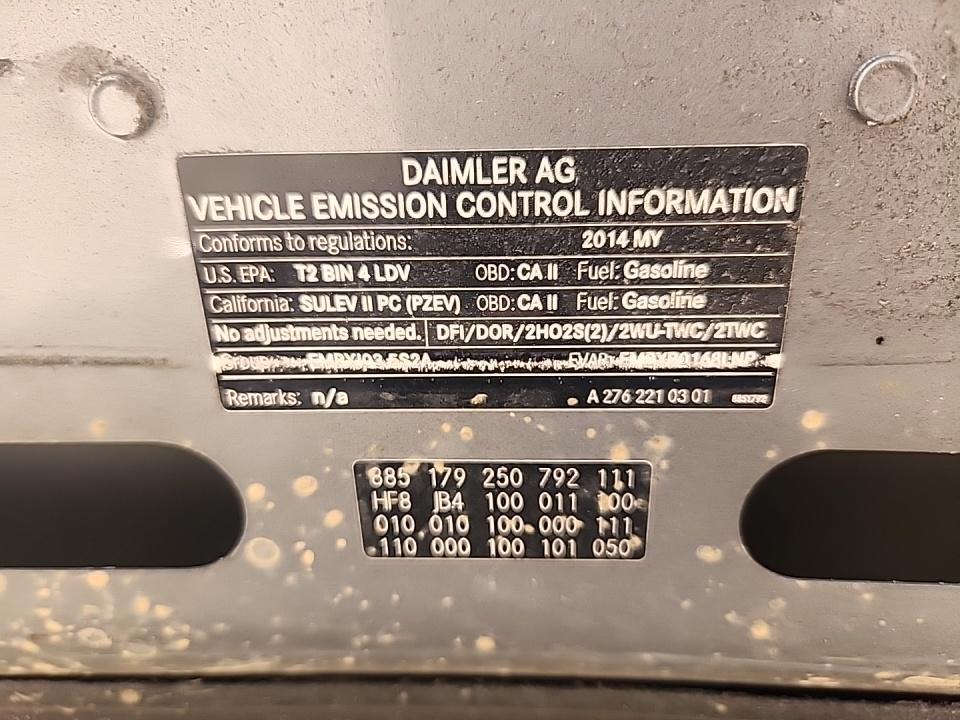 DAIMLER AG
VEHICLE EMISSION CONTROL INFORMATION
Conforms to regulations: 2014 MY
U.S. EPA: T2 BIN 4 LDV OBD: CA II Fuel: Gasoline
California: SULEV II PC (PZEV) OBD: CA II Fuel: Gasoline
No adjustments needed. DFI/DOR/2HO2S(2)/2WU-TWC/2TWC
Group: EVAP:
Remarks: n/a A 276 221 03 01
885 179 250 792 111
HF8 JB4 100 011 100
010 010 100 000 111
110 000 100 101 050